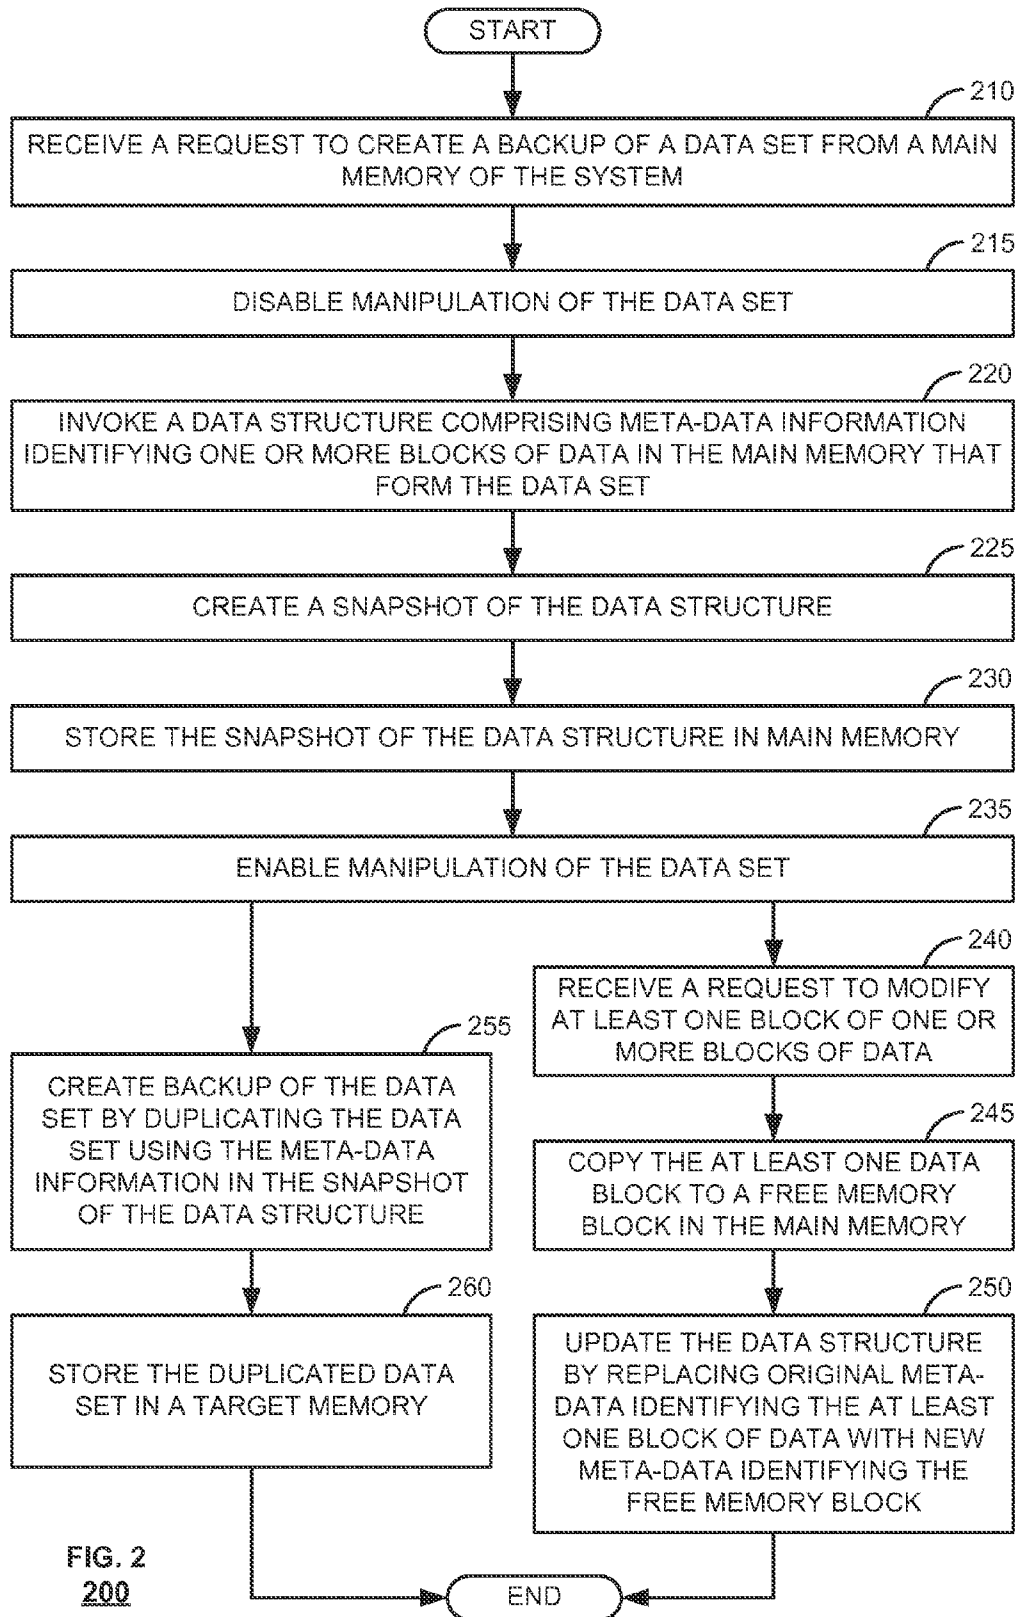 START
210
RECEIVE A REQUEST TO CREATE A BACKUP OF A DATA SET FROM A MAIN
MEMORY OF THE SYSTEM
215
DISABLE MANIPULATION OF THE DATA SET
220
INVOKE A DATA STRUCTURE COMPRISING META-DATA INFORMATION
IDENTIFYING ONE OR MORE BLOCKS OF DATA IN THE MAIN MEMORY THAT
FORM THE DATA SET
225
CREATE A SNAPSHOT OF THE DATA STRUCTURE
230
STORE THE SNAPSHOT OF THE DATA STRUCTURE IN MAIN MEMORY
235
ENABLE MANIPULATION OF THE DATA SET
240
RECEIVE A REQUEST TO MODIFY
AT LEAST ONE BLOCK OF ONE OR
MORE BLOCKS OF DATA
255
CREATE BACKUP OF THE DATA
SET BY DUPLICATING THE DATA
SET USING THE META-DATA
INFORMATION IN THE SNAPSHOT
OF THE DATA STRUCTURE
245
COPY THE AT LEAST ONE DATA
BLOCK TO A FREE MEMORY
BLOCK IN THE MAIN MEMORY
260
STORE THE DUPLICATED DATA
SET IN A TARGET MEMORY
250
UPDATE THE DATA STRUCTURE
BY REPLACING ORIGINAL META-
DATA IDENTIFYING THE AT LEAST
ONE BLOCK OF DATA WITH NEW
META-DATA IDENTIFYING THE
FREE MEMORY BLOCK
FIG. 2
200
END